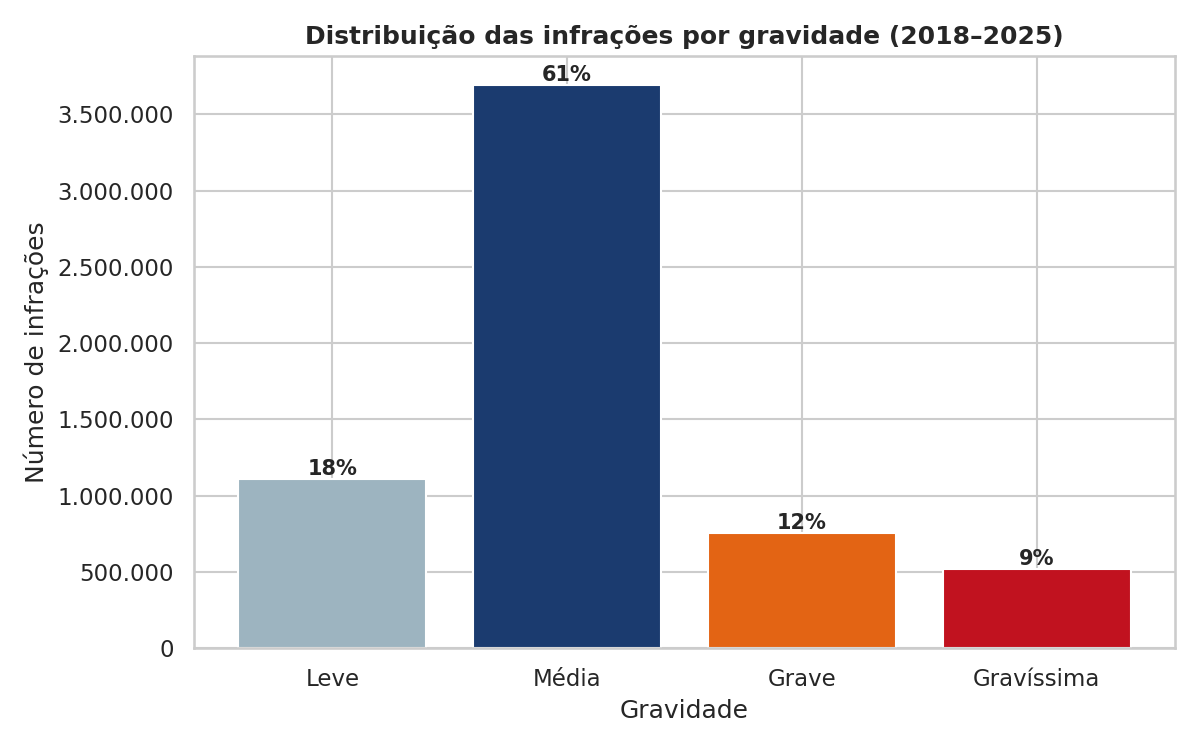 Distribuição das infrações por gravidade (2018–2025)
Número de infrações
3.500.000
3.000.000
2.500.000
2.000.000
1.500.000
1.000.000
500.000
0
18%
61%
12%
9%
Leve
Média
Grave
Gravíssima
Gravidade